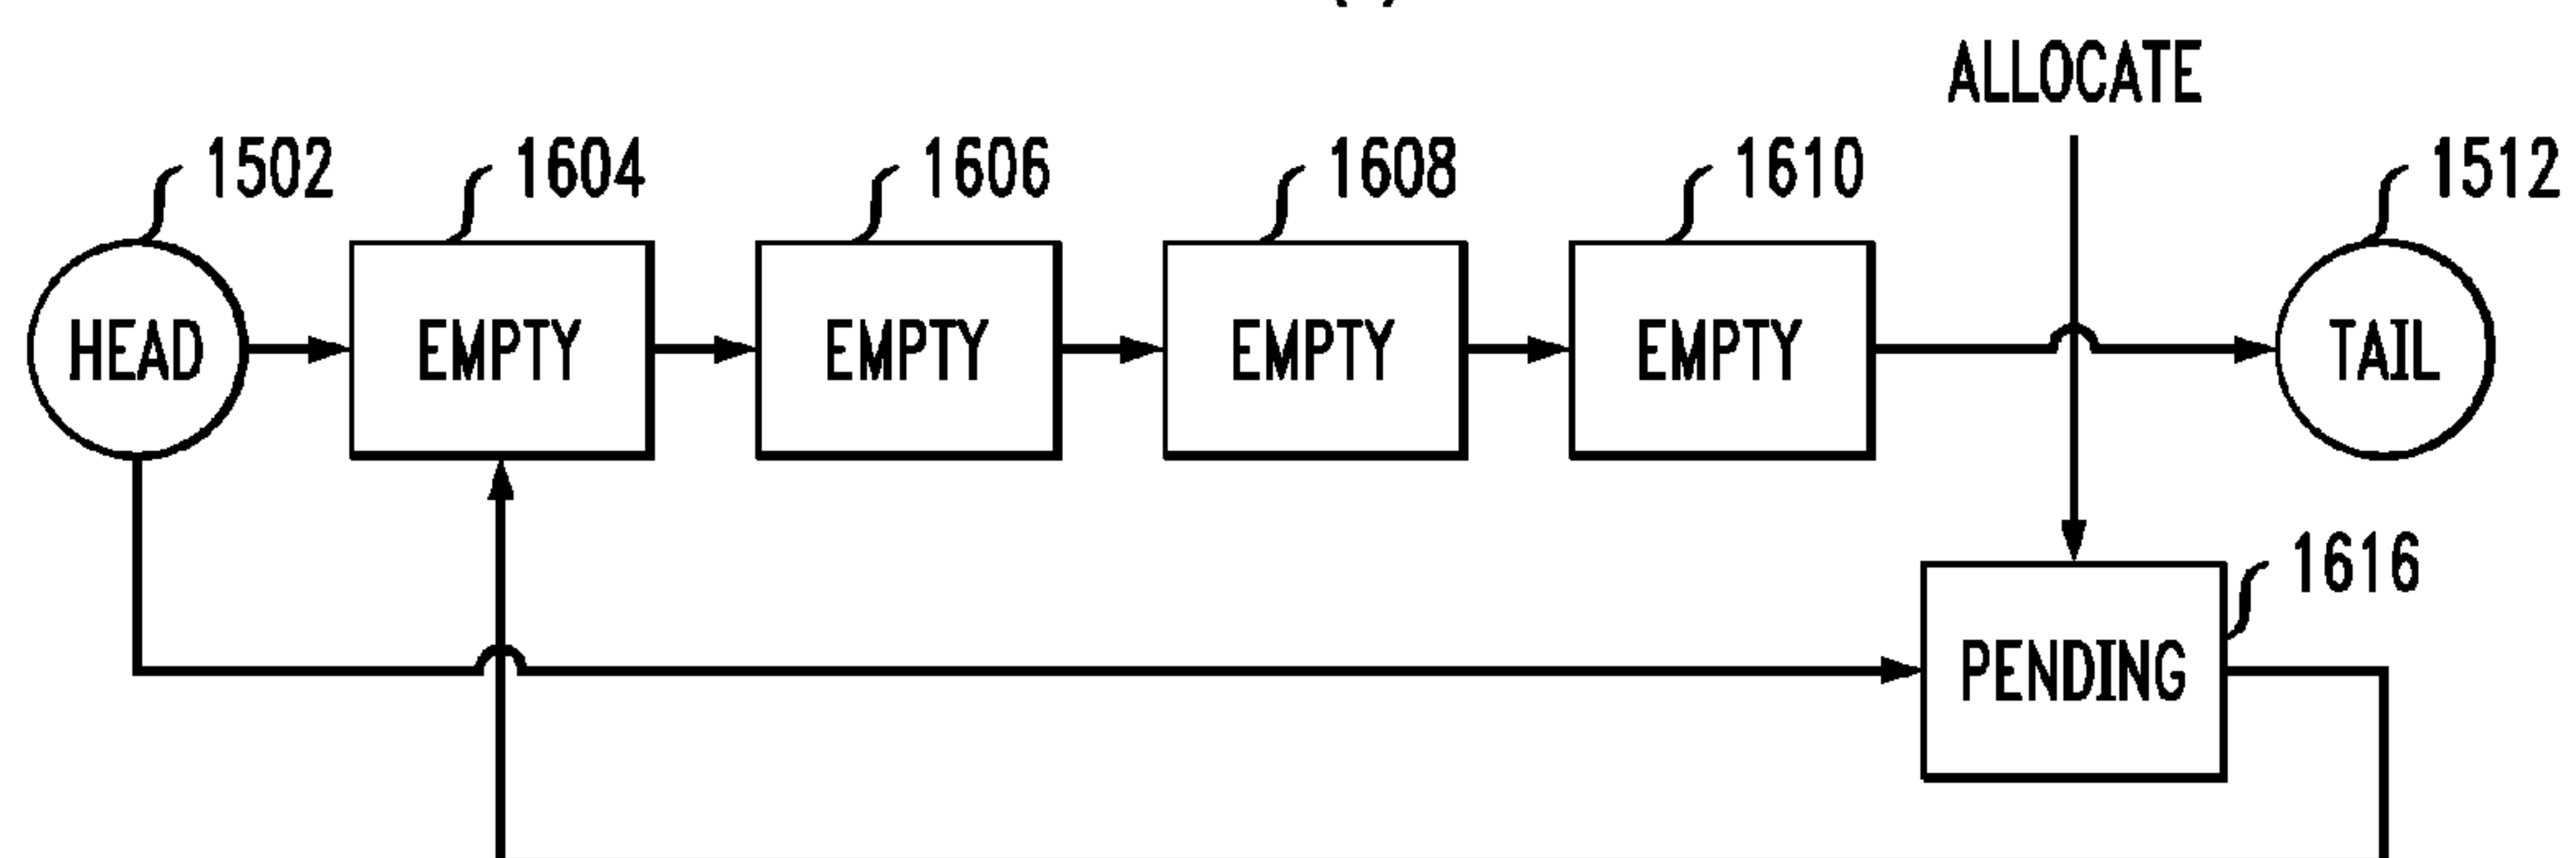 ALLOCATE
1502 1604 1606 1608 1610 1512
HEAD EMPTY EMPTY EMPTY EMPTY TAIL
1616
PENDING